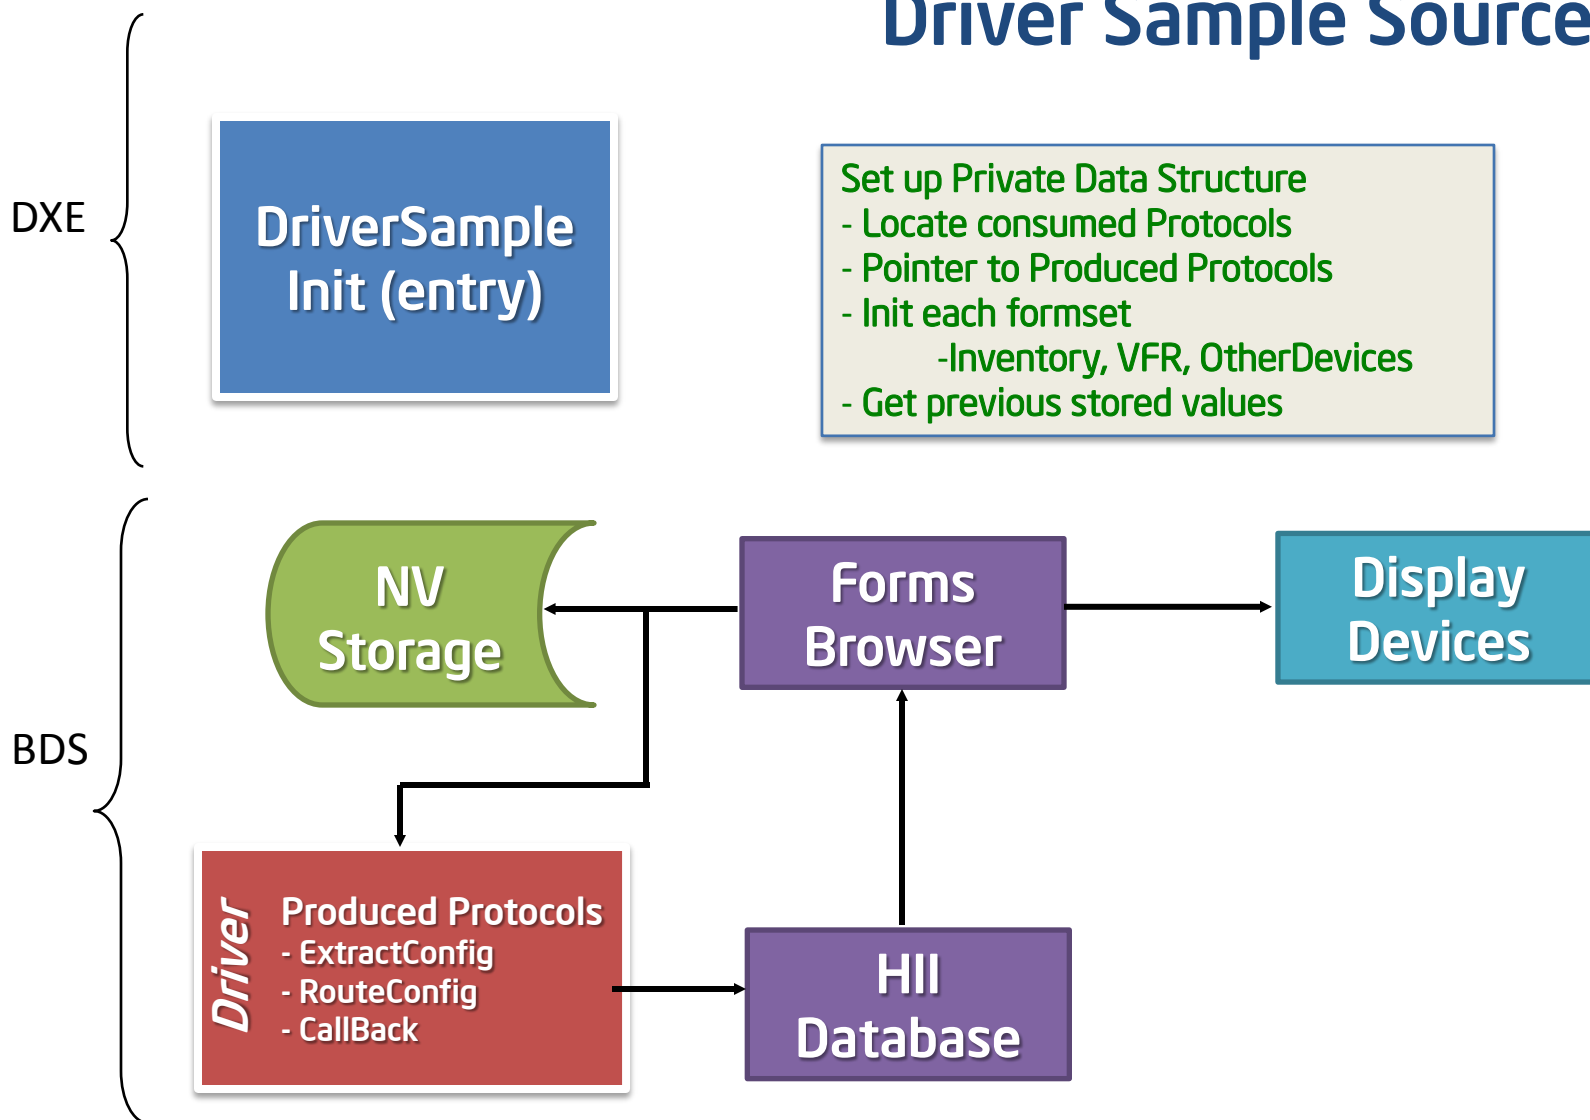 Driver Sample Source
DXE
DriverSample
Init (entry)
Set up Private Data Structure
- Locate consumed Protocols
- Pointer to Produced Protocols
- Init each formset
-Inventory, VFR, OtherDevices
- Get previous stored values
BDS
NV
Storage
Forms
Browser
Display
Devices
Driver
Produced Protocols
- ExtractConfig
- RouteConfig
- CallBack
HII
Database